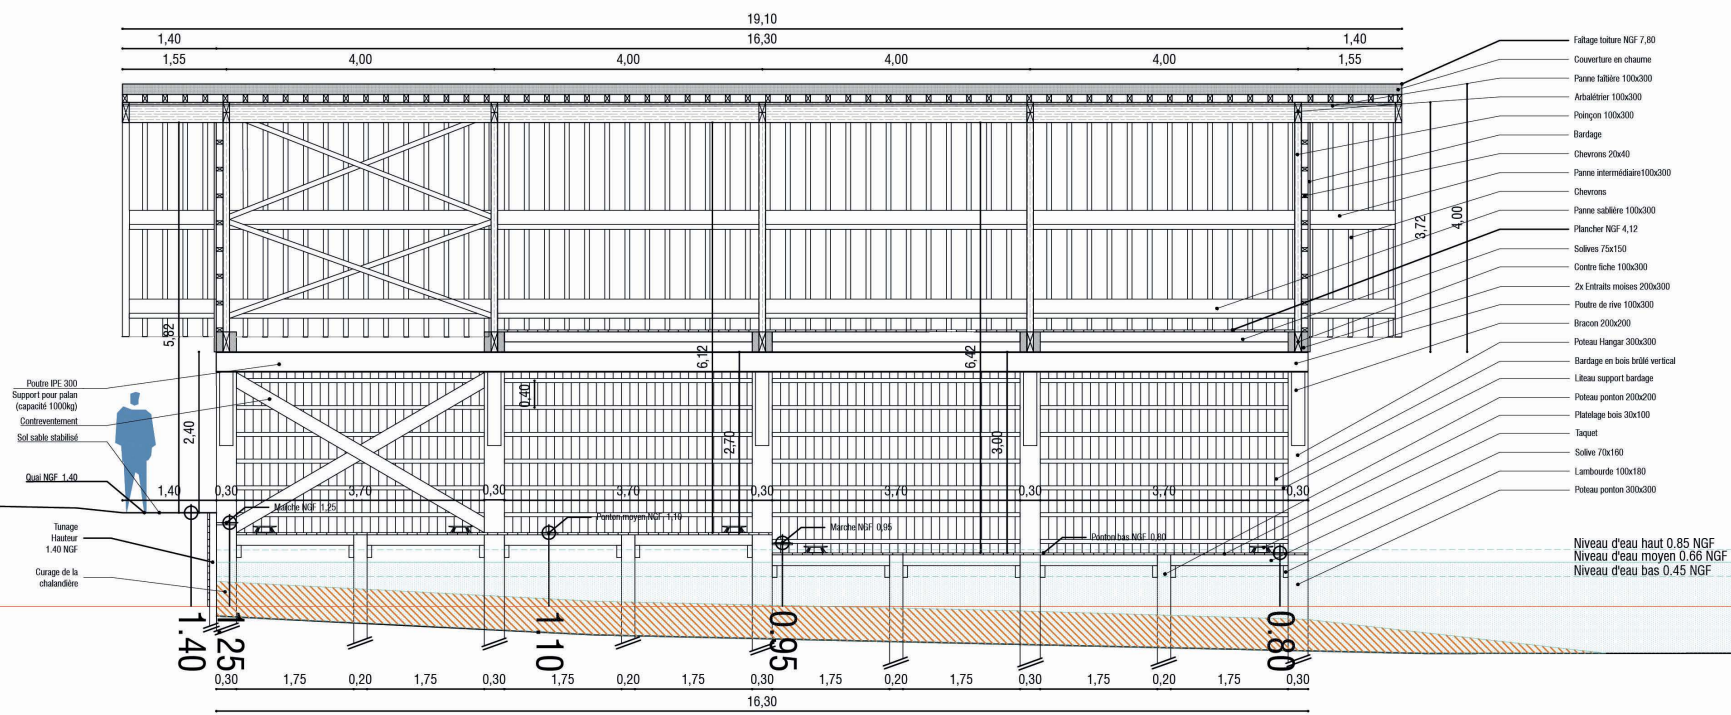 19,10
1,40 16,30 1,40
1,55 4,00 4,00 4,00 4,00 1,55
Faîtage toiture NGF 7,80
Couverture en chaume
Panne faîtière 100x300
Arbalétrier 100x300
Poinçon 100x300
Bardage
Chevrons 20x40
Panne intermédiaire100x300
Chevrons
Panne sablière 100x300
Plancher NGF 4,12
Solives 75x150
Contre fiche 100x300
2x Entraits moises 200x300
Poutre de rive 100x300
Bracon 200x200
Poteau Hangar 300x300
Bardage en bois brûlé vertical
Liteau support bardage
Poteau ponton 200x200
Platelage bois 30x100
Taquet
Solive 70x160
Lambourde 100x180
Poteau ponton 300x300
3,72
4,00
5,82
6,12
6,42
0,40
2,40
2,70
3,00
Poutre IPE 300
Support pour palan
(capacité 1000kg)
Contreventement
Sol sable stabilisé
Quai NGF 1.40
Tunage
Hauteur
1.40 NGF
Curage de la
chalandière
1,40 0,30 3,70 0,30 3,70 0,30 3,70 0,30 3,70 0,30
Marche NGF 1,25
Ponton moyen NGF 1,10
Marche NGF 0,95
Ponton bas NGF 0,80
Niveau d'eau haut 0.85 NGF
Niveau d'eau moyen 0.66 NGF
Niveau d'eau bas 0.45 NGF
1.40
1.25
1.10
0.95
0.80
0,30 1,75 0,20 1,75 0,30 1,75 0,20 1,75 0,30 1,75 0,20 1,75 0,30 1,75 0,20 1,75 0,30
16,30